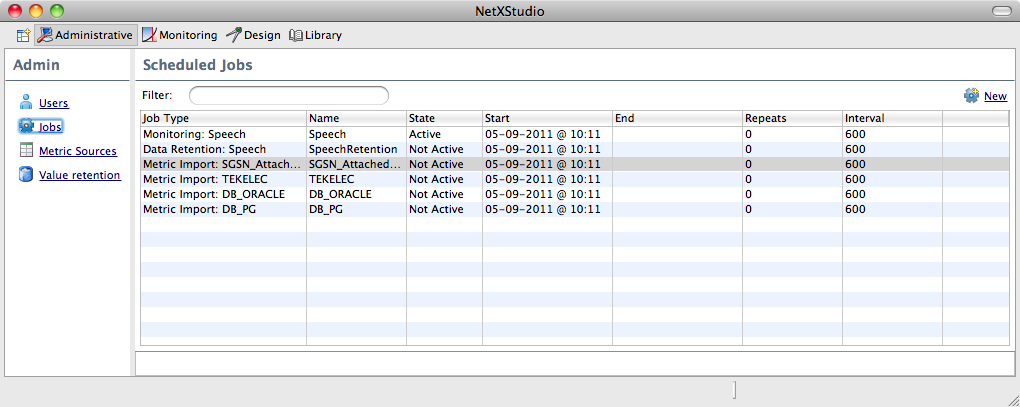 NetXStudio
Administrative Monitoring Design Library
Admin
Users
Jobs
Metric Sources
Value retention
Scheduled Jobs
Filter:
New
Job Type Name State Start End Repeats Interval
Monitoring: Speech Speech Active 05-09-2011 @ 10:11 0 600
Data Retention: Speech SpeechRetention Not Active 05-09-2011 @ 10:11 0 600
Metric Import: SGSN_Attach... SGSN_Attached... Not Active 05-09-2011 @ 10:11 0 600
Metric Import: TEKELEC TEKELEC Not Active 05-09-2011 @ 10:11 0 600
Metric Import: DB_ORACLE DB_ORACLE Not Active 05-09-2011 @ 10:11 0 600
Metric Import: DB_PG DB_PG Not Active 05-09-2011 @ 10:11 0 600